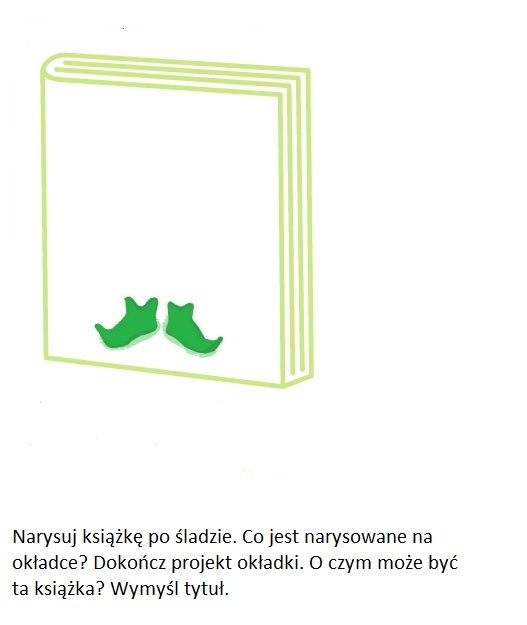 Narysuj książkę po śladzie. Co jest narysowane na
okładce? Dokończ projekt okładki. O czym może być
ta książka? Wymyśl tytuł.